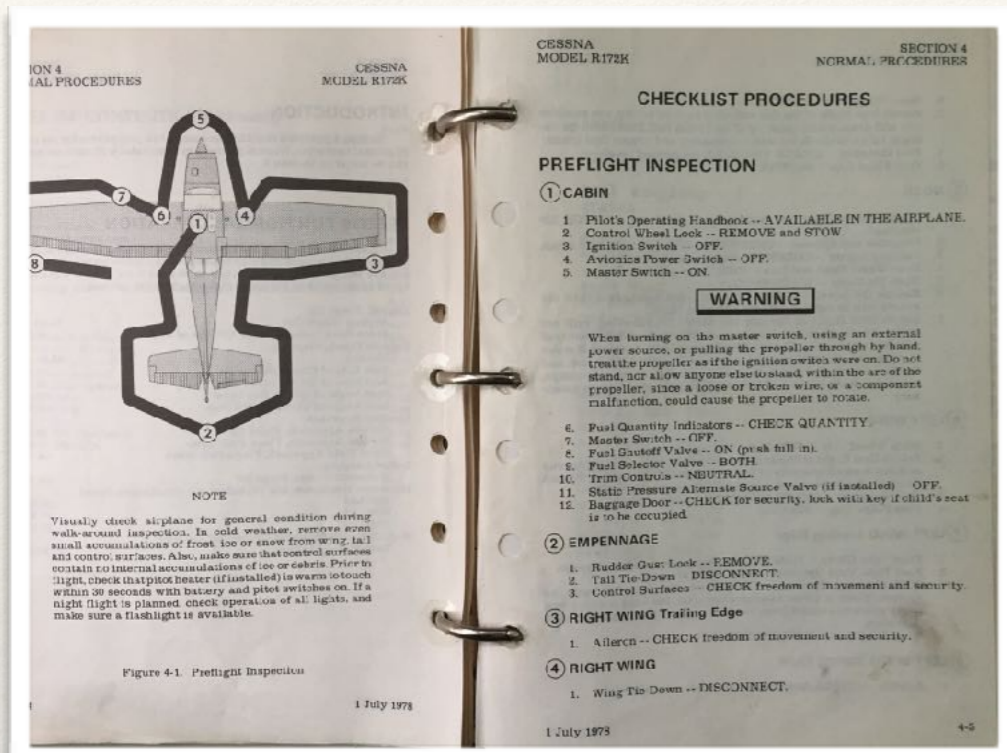 ION 4
AL PROCEDURES
CESSNA
MODEL R172K
5
7
6
4
1
8
3
2
NOTE
Visually check airplane for general condition during
walk-around inspection. In cold weather, remove even
small accumulations of frost, ice or snow from wing, tail
and control surfaces. Also, make sure that control surfaces
contain no internal accumulations of ice or debris. Prior to
flight, check that pitot heater (if installed) is warm to touch
within 30 seconds with battery and pitot switches on. If a
night flight is planned, check operation of all lights, and
make sure a flashlight is available.
Figure 4-1. Preflight Inspection
1 July 1978
CESSNA
MODEL R172K
SECTION 4
NORMAL PROCEDURES
CHECKLIST PROCEDURES
PREFLIGHT INSPECTION
1 CABIN
1. Pilot's Operating Handbook -- AVAILABLE IN THE AIRPLANE.
2. Control Wheel Lock -- REMOVE and STOW.
3. Ignition Switch -- OFF.
4. Avionics Power Switch -- OFF.
5. Master Switch -- ON.
WARNING
When turning on the master switch, using an external
power source, or pulling the propeller through by hand,
treat the propeller as if the ignition switch were on. Do not
stand, nor allow anyone else to stand, within the arc of the
propeller, since a loose or broken wire, or a component
malfunction, could cause the propeller to rotate.
6. Fuel Quantity Indicators -- CHECK QUANTITY.
7. Master Switch -- OFF.
8. Fuel Shutoff Valve -- ON (push full in).
9. Fuel Selector Valve -- BOTH.
10. Trim Controls -- NEUTRAL.
11. Static Pressure Alternate Source Valve (if installed) -- OFF.
12. Baggage Door -- CHECK for security, lock with key if child's seat
is to be occupied.
2 EMPENNAGE
1. Rudder Gust Lock -- REMOVE.
2. Tail Tie-Down -- DISCONNECT.
3. Control Surfaces -- CHECK freedom of movement and security.
3 RIGHT WING Trailing Edge
1. Aileron -- CHECK freedom of movement and security.
4 RIGHT WING
1. Wing Tie-Down -- DISCONNECT.
1 July 1978
4-5